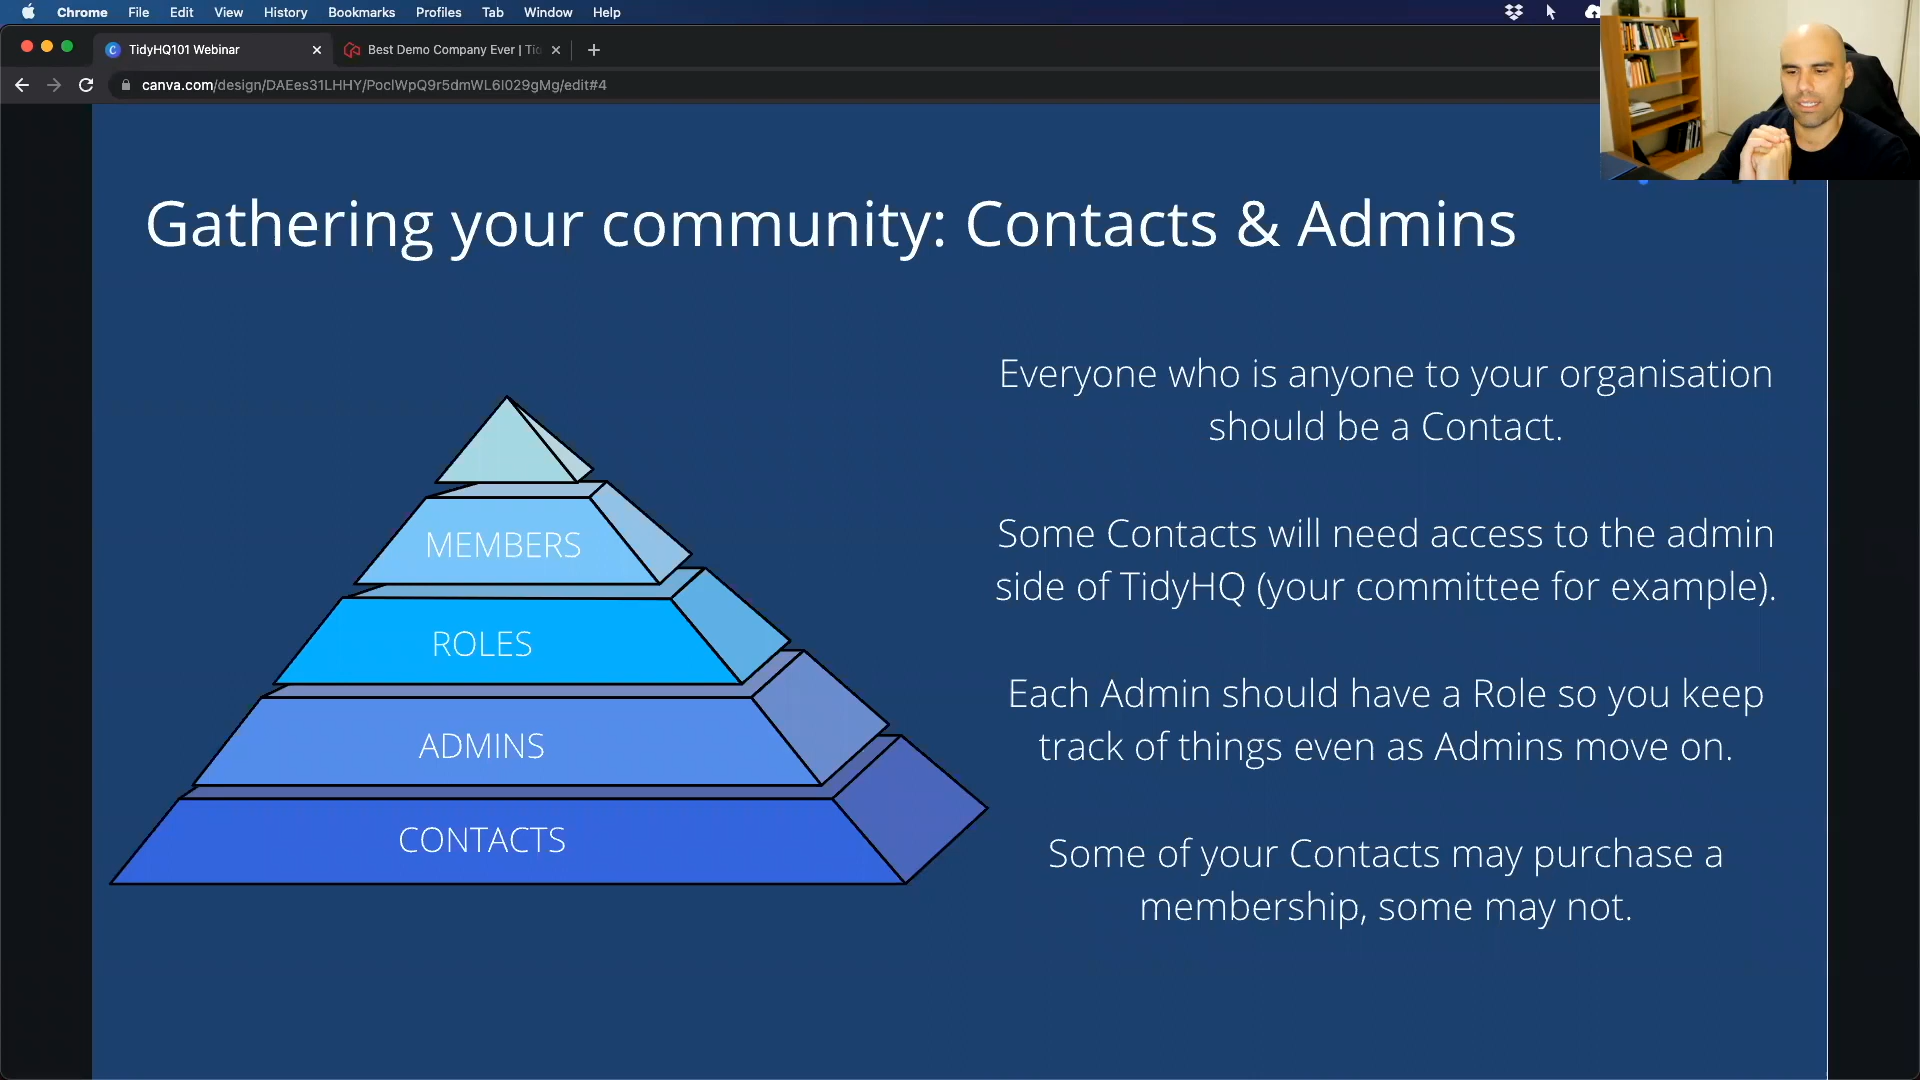 Chrome File Edit View History Bookmarks Profiles Tab Window Help
TidyHQ101 Webinar
Best Demo Company Ever | Tid
canva.com/design/DAEes31LHHY/PoclWpQ9r5dmWL6I029gMg/edit#4
Gathering your community: Contacts & Admins
MEMBERS
ROLES
ADMINS
CONTACTS
Everyone who is anyone to your organisation
should be a Contact.
Some Contacts will need access to the admin
side of TidyHQ (your committee for example).
Each Admin should have a Role so you keep
track of things even as Admins move on.
Some of your Contacts may purchase a
membership, some may not.